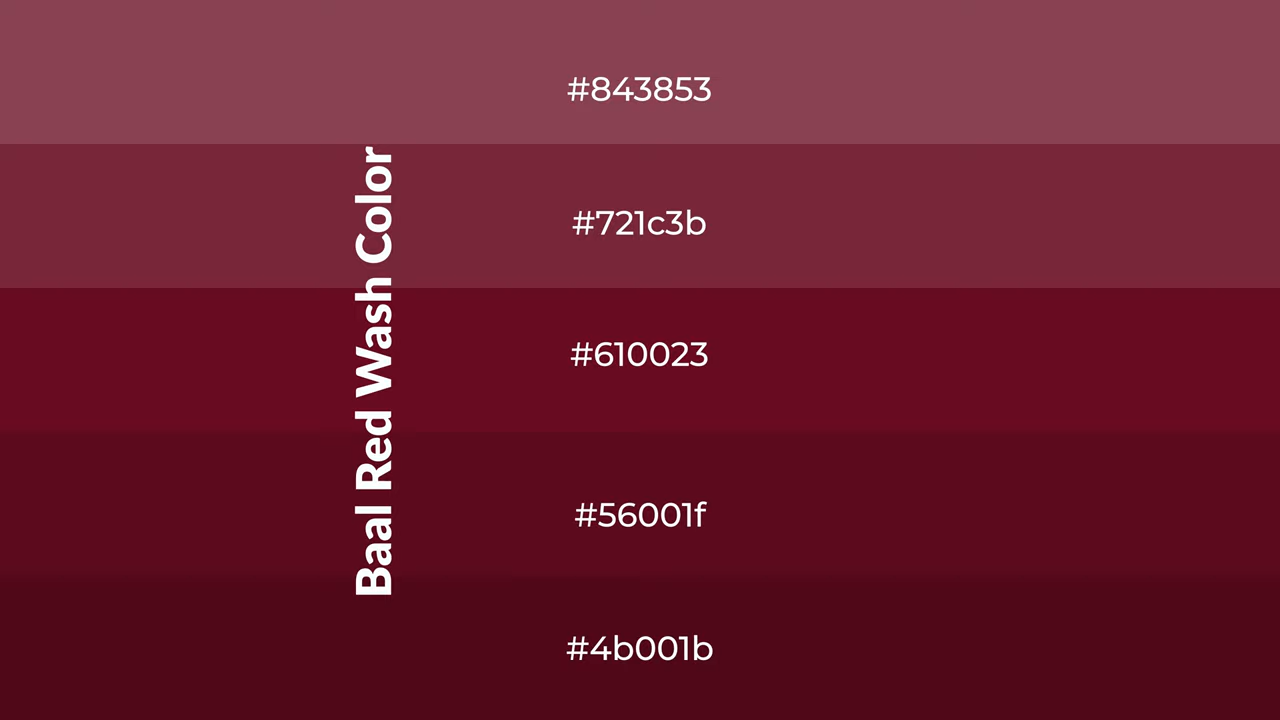 Baal Red Wash Color
#843853
#721c3b
#610023
#56001f
#4b001b